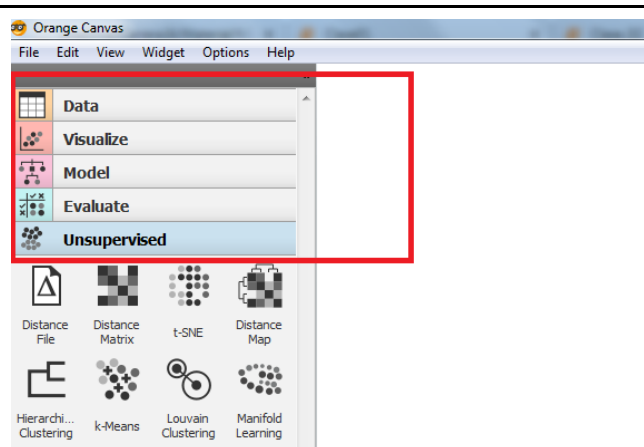 Orange Canvas
File Edit View Widget Options Help
Data
Visualize
Model
Evaluate
Unsupervised
Distance File
Distance Matrix
t-SNE
Distance Map
Hierarchi... Clustering
k-Means
Louvain Clustering
Manifold Learning